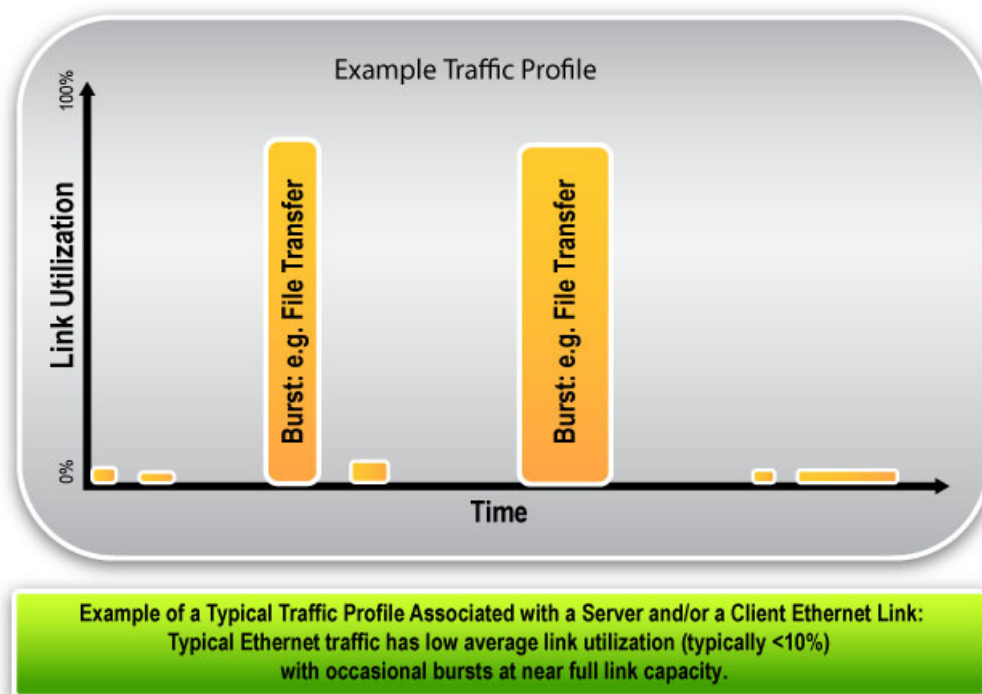 Example Traffic Profile
100%
Link Utilization
0%
Burst: e.g. File Transfer
Burst: e.g. File Transfer
Time
Example of a Typical Traffic Profile Associated with a Server and/or a Client Ethernet Link:
Typical Ethernet traffic has low average link utilization (typically <10%)
with occasional bursts at near full link capacity.